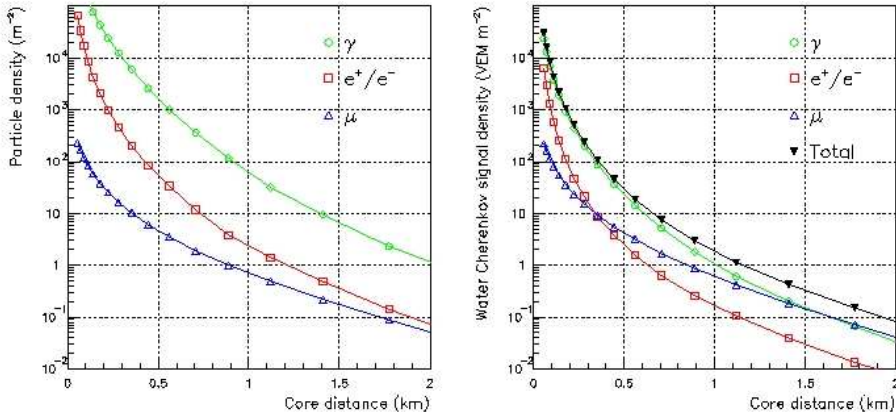 Particle density (m⁻²)
10⁴
10³
10²
10
1
10⁻¹
10⁻²
0 0.5 1 1.5 2
Core distance (km)
γ
e⁺/e⁻
μ
Water Cherenkov signal density (VEM m⁻²)
10⁴
10³
10²
10
1
10⁻¹
10⁻²
0 0.5 1 1.5 2
Core distance (km)
γ
e⁺/e⁻
μ
Total